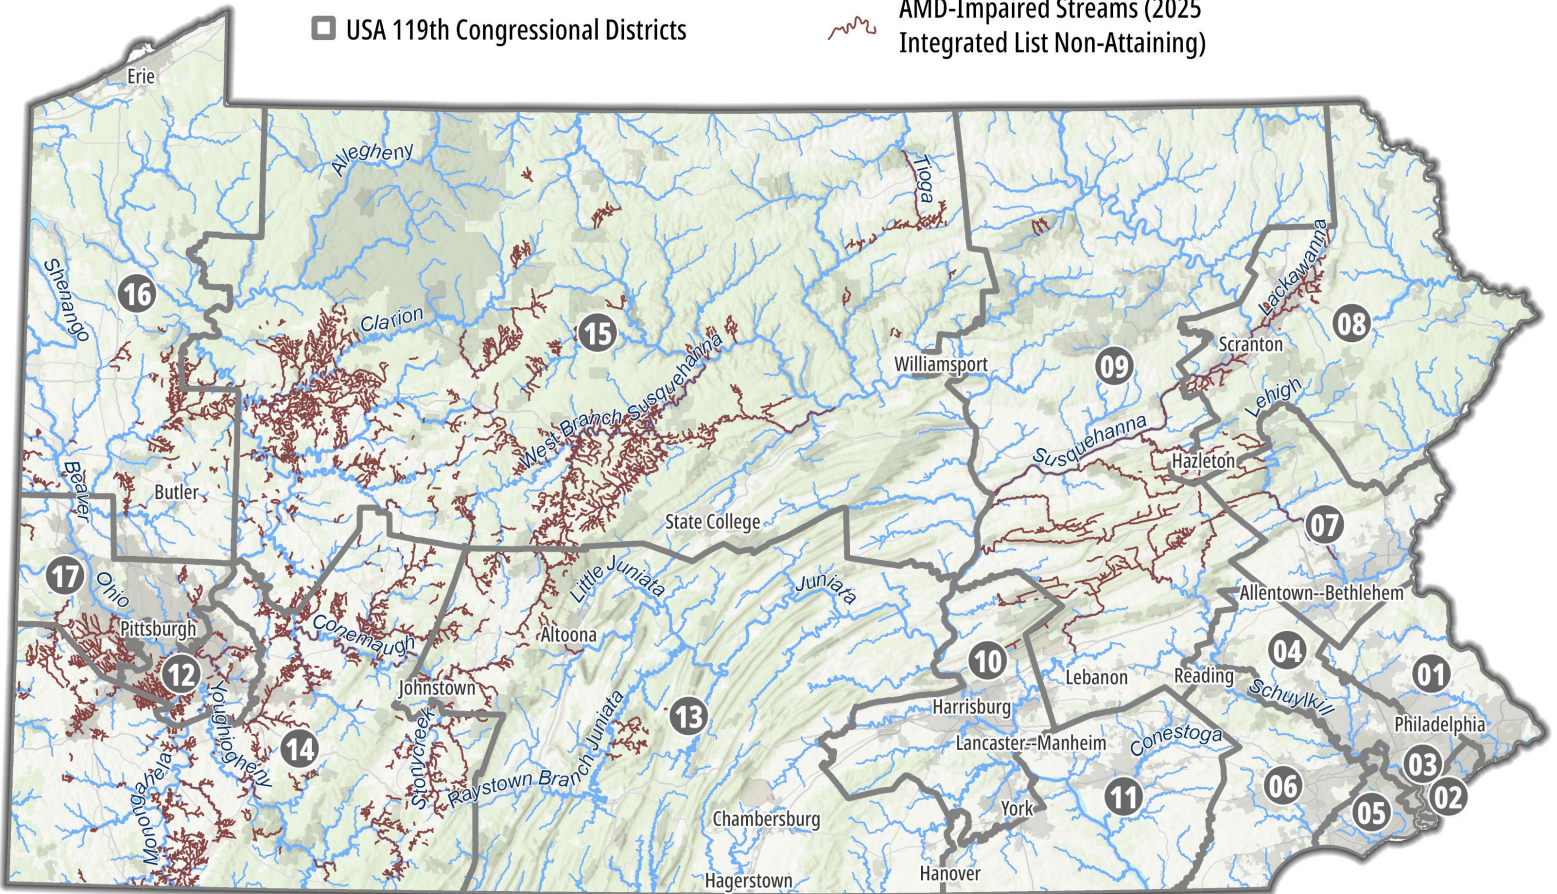 USA 119th Congressional Districts
AMD-Impaired Streams (2025
Integrated List Non-Attaining)
Erie
Allegheny
Tioga
Shenango
16
Clarion
15
Lackawanna
08
Scranton
Williamsport
09
West Branch Susquehanna
Lehigh
Susquehanna
Hazleton
Beaver
Butler
State College
07
17
Ohio
Little Juniata
Juniata
Allentown--Bethlehem
Pittsburgh
Conemaugh
Altoona
12
10
04
01
Lebanon
Reading
Johnstown
Youghiogheny
Schuylkill
Harrisburg
13
Philadelphia
14
Stonycreek
Raystown Branch Juniata
Lancaster--Manheim
Conestoga
03
Monongahela
06
02
11
05
York
Chambersburg
Hanover
Hagerstown